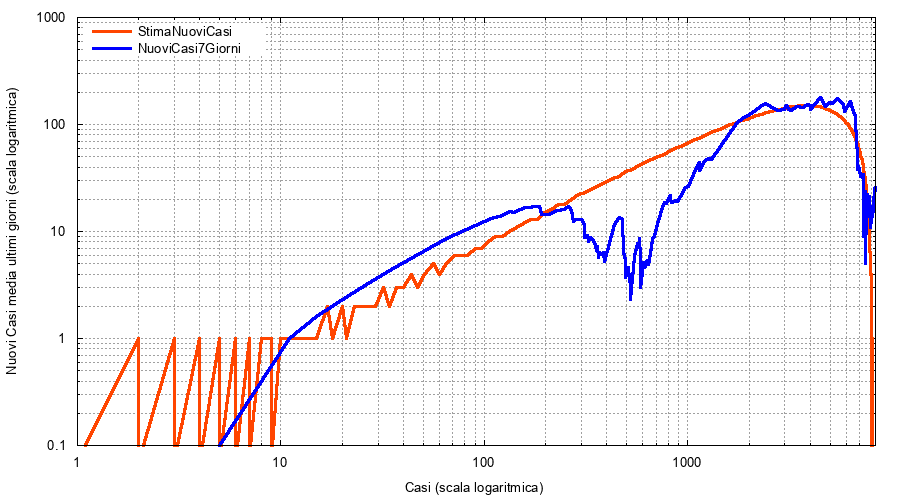 StimaNuoviCasi
NuoviCasi7Giorni
Nuovi Casi media ultimi giorni (scala logaritmica)
1000
100
10
1
0.1
1
10
100
1000
Casi (scala logaritmica)